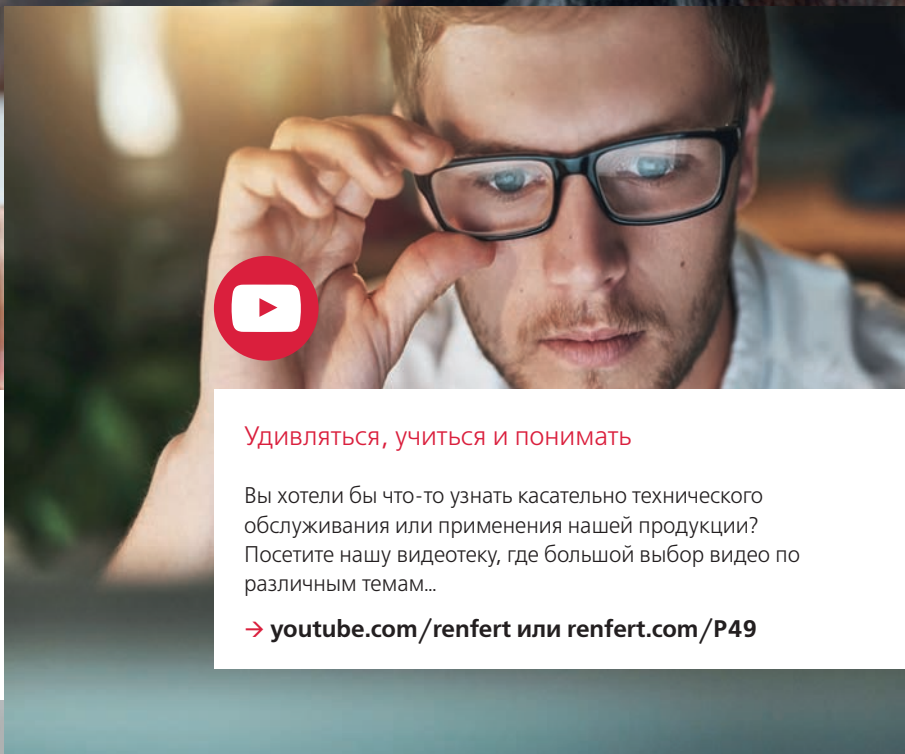 Удивляться, учиться и понимать
Вы хотели бы что-то узнать касательно технического
обслуживания или применения нашей продукции?
Посетите нашу видеотеку, где большой выбор видео по
различным темам...
→ youtube.com/renfert или renfert.com/P49